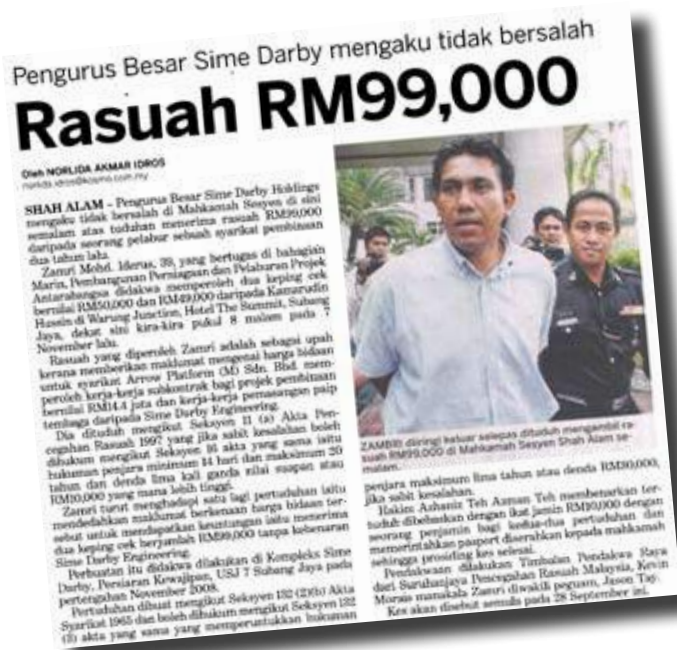 Pengurus Besar Sime Darby mengaku tidak bersalah
Rasuah RM99,000
Oleh NORLIDA AKMAR IDROS
norlida.idros@kosmo.com.my
SHAH ALAM – Pengurus Besar Sime Darby Holdings
mengaku tidak bersalah di Mahkamah Sesyen di sini
semalam atas tuduhan menerima rasuah RM99,000
daripada seorang pelabur sebuah syarikat pembinaan
dua tahun lalu.
Zamri Mohd. Iderus, 39, yang bertugas di bahagian
Marin, Pembangunan Perniagaan dan Pelaburan Projek
Antarabangsa didakwa memperoleh dua keping cek
bernilai RM50,000 dan RM49,000 daripada Kamarudin
Hussin di Warung Junction, Hotel The Summit, Subang
Jaya, dekat sini kira-kira pukul 8 malam pada 7
November lalu.
Rasuah yang diperoleh Zamri adalah sebagai upah
kerana memberikan maklumat mengenai harga bidaan
untuk syarikat Arrow Platform (M) Sdn. Bhd. mem-
peroleh kerja-kerja subkontrak bagi projek pembinaan
bernilai RM14.4 juta dan kerja-kerja pemasangan paip
tembaga daripada Sime Darby Engineering.
Dia dituduh mengikut Seksyen 11 (a) Akta Pen-
cegahan Rasuah 1997 yang jika sabit kesalahan boleh
dihukum mengikut Seksyen 16 akta yang sama iaitu
hukuman penjara minimum 14 hari dan maksimum 20
tahun dan denda lima kali ganda nilai suapan atau
RM10,000 yang mana lebih tinggi.
Zamri turut menghadapi satu lagi pertuduhan iaitu
mendedahkan maklumat berkenaan harga bidaan ter-
sebut untuk mendapatkan keuntungan iaitu menerima
dua keping cek berjumlah RM99,000 tanpa kebenaran
Sime Darby Engineering.
Perbuatan itu didakwa dilakukan di Kompleks Sime
Darby, Persiaran Kewajipan, USJ 7 Subang Jaya pada
pertengahan November 2008.
Pertuduhan dibuat mengikut Seksyen 132 (2)(b) Akta
Syarikat 1965 dan boleh dihukum mengikut Seksyen 132
(3) akta yang sama yang memperuntukkan hukuman
ZAMRI diiringi keluar selepas dituduh mengambil ra-
suah RM99,000 di Mahkamah Sesyen Shah Alam se-
malam.
penjara maksimum lima tahun atau denda RM30,000,
jika sabit kesalahan.
Hakim Azhaniz Teh Azman Teh membenarkan ter-
tuduh dibebaskan dengan ikat jamin RM10,000 dengan
seorang penjamin bagi kedua-dua pertuduhan dan
memerintahkan pasport diserahkan kepada mahkamah
sehingga prosiding kes selesai.
Pendakwaan dilakukan Timbalan Pendakwa Raya
dari Suruhanjaya Pencegahan Rasuah Malaysia, Kevin
Morais manakala Zamri diwakili peguam, Jason Tay.
Kes akan disebut semula pada 28 September ini.